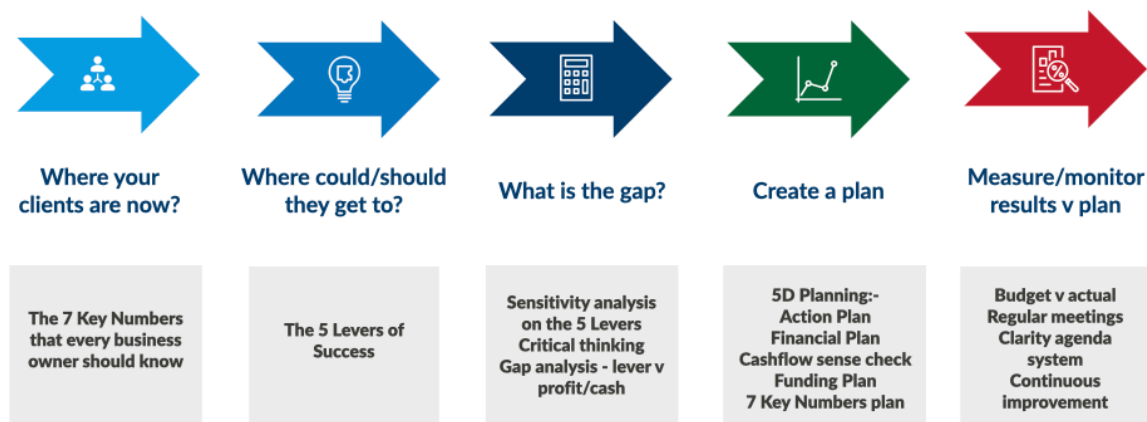 Where your
clients are now?
Where could/should
they get to?
What is the gap?
Create a plan
Measure/monitor
results v plan
The 7 Key Numbers
that every business
owner should know
The 5 Levers of
Success
Sensitivity analysis
on the 5 Levers
Critical thinking
Gap analysis - lever v
profit/cash
5D Planning:-
Action Plan
Financial Plan
Cashflow sense check
Funding Plan
7 Key Numbers plan
Budget v actual
Regular meetings
Clarity agenda
system
Continuous
improvement